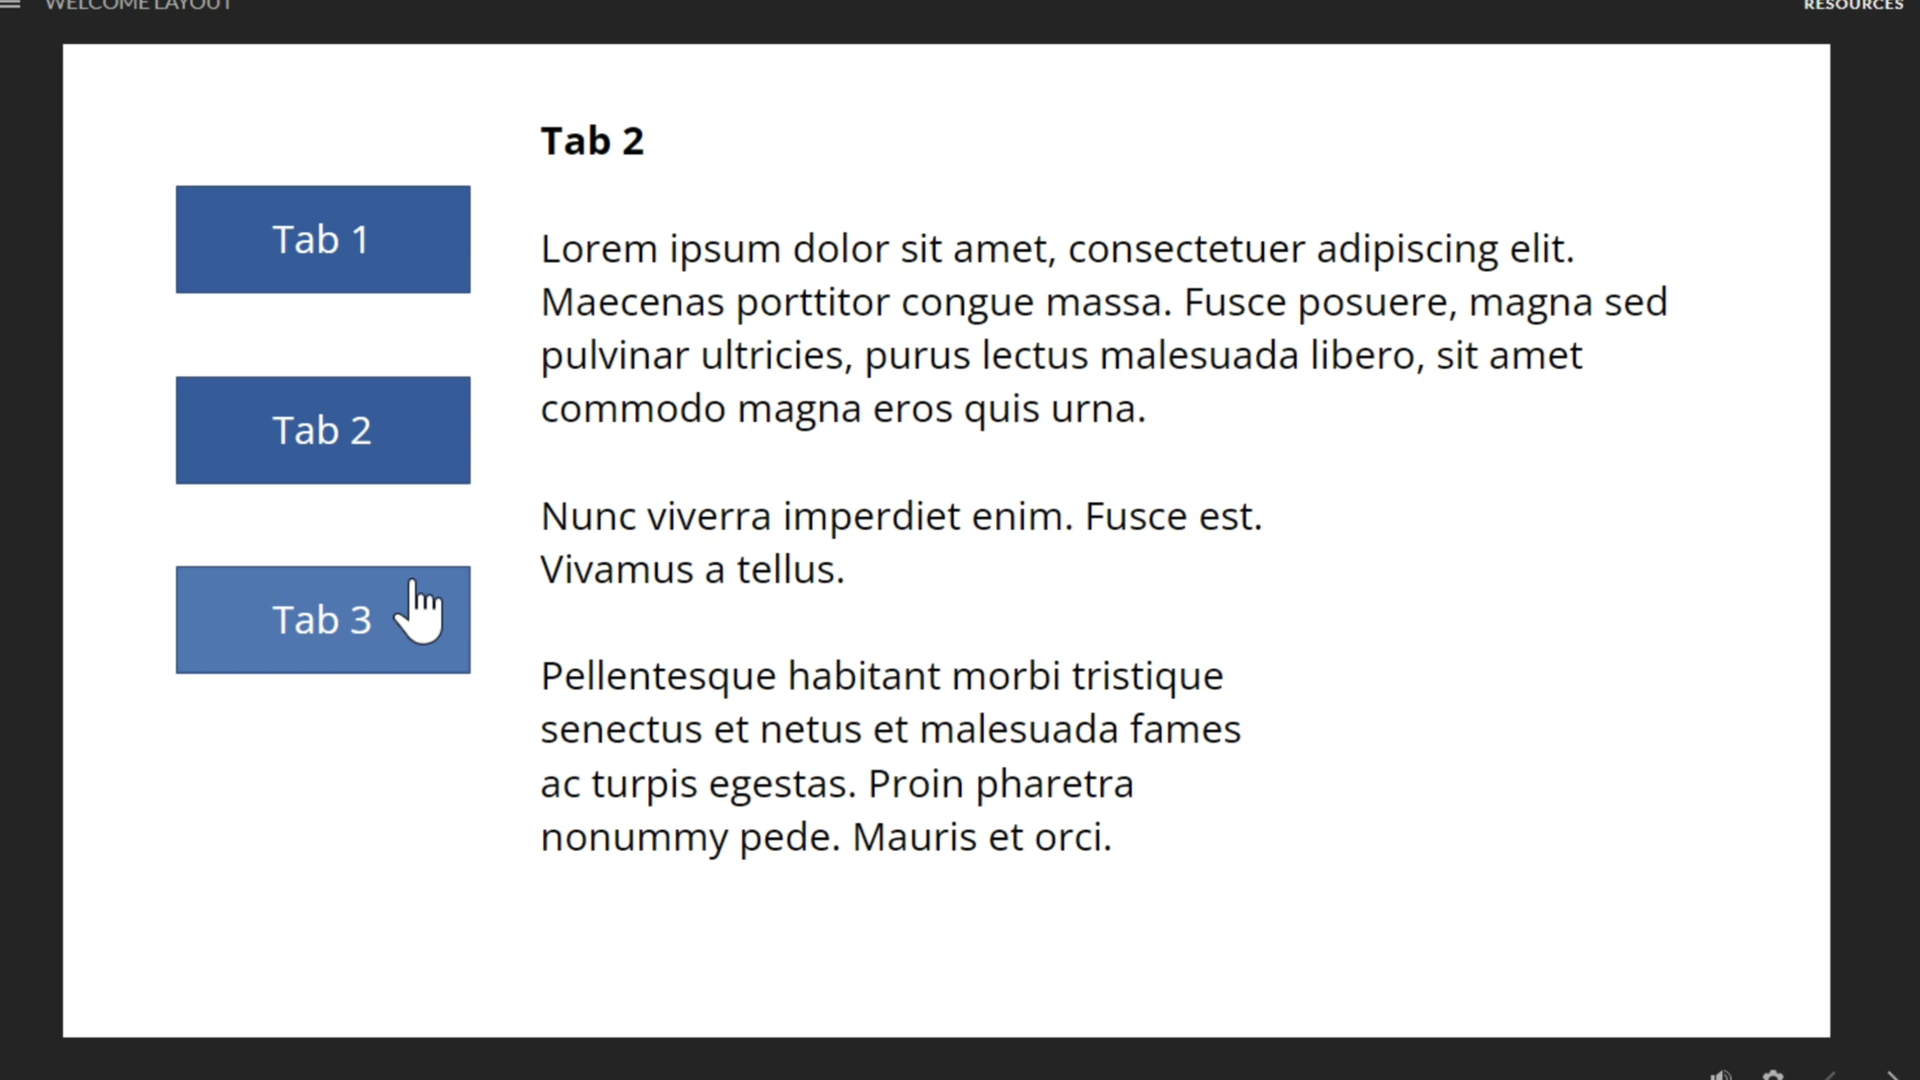 WELCOME LAYOUT
RESOURCES
Tab 2
Tab 1
Lorem ipsum dolor sit amet, consectetuer adipiscing elit.
Maecenas porttitor congue massa. Fusce posuere, magna sed
pulvinar ultricies, purus lectus malesuada libero, sit amet
commodo magna eros quis urna.
Tab 2
Nunc viverra imperdiet enim. Fusce est.
Vivamus a tellus.
Tab 3
Pellentesque habitant morbi tristique
senectus et netus et malesuada fames
ac turpis egestas. Proin pharetra
nonummy pede. Mauris et orci.